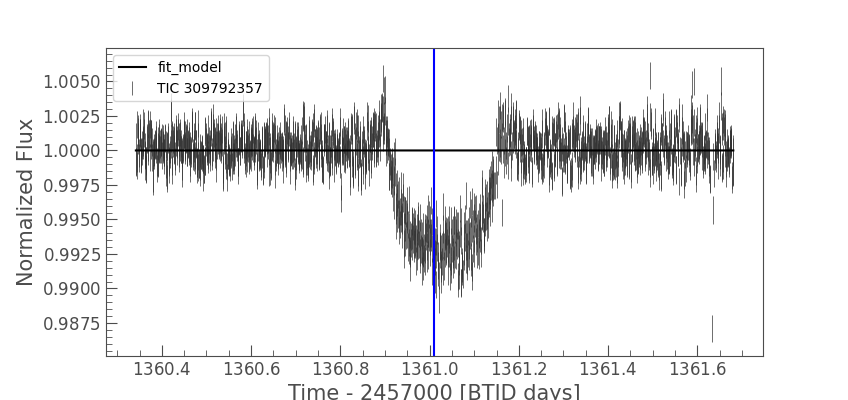 fit_model
TIC 309792357
1.0050
1.0025
1.0000
0.9975
0.9950
0.9925
0.9900
0.9875
Normalized Flux
1360.4 1360.6 1360.8 1361.0 1361.2 1361.4 1361.6
Time - 2457000 [BTJD days]